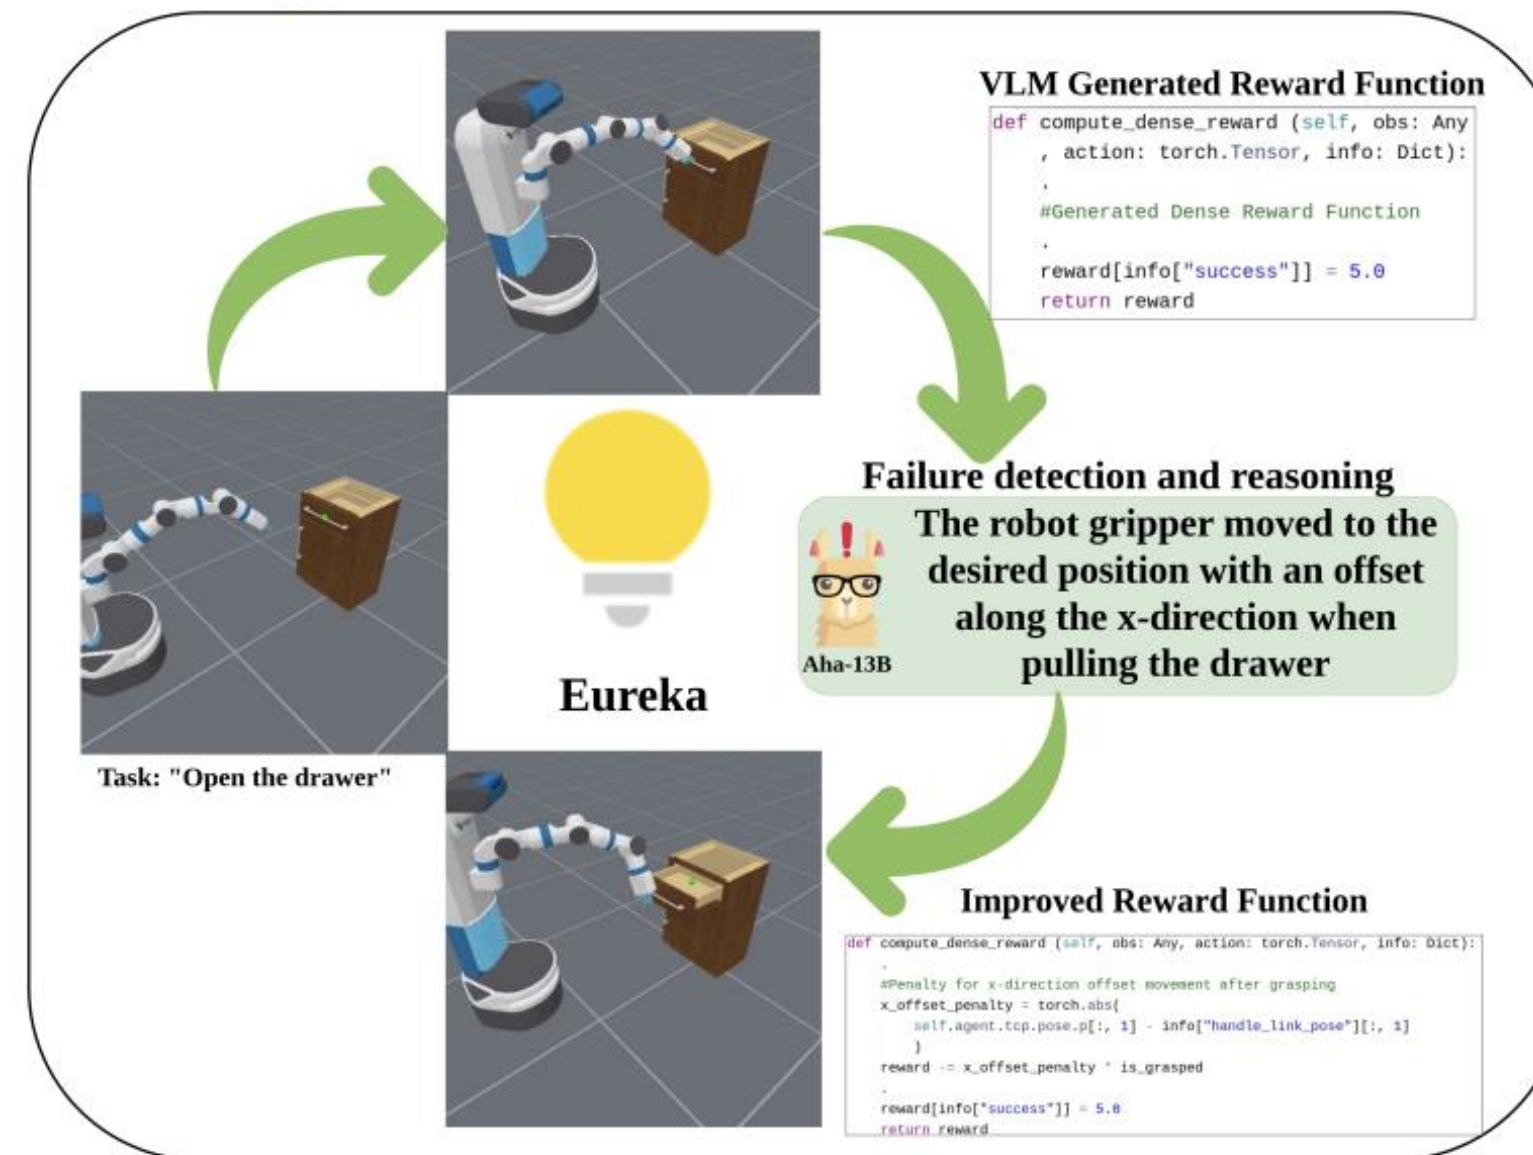 VLM Generated Reward Function
def compute_dense_reward (self, obs: Any
, action: torch.Tensor, info: Dict):
.
#Generated Dense Reward Function
.
reward[info["success"]] = 5.0
return reward
Failure detection and reasoning
The robot gripper moved to the
desired position with an offset
along the x-direction when
pulling the drawer
Aha-13B
Eureka
Task: "Open the drawer"
Improved Reward Function
def compute_dense_reward (self, obs: Any, action: torch.Tensor, info: Dict):
.
#Penalty for x-direction offset movement after grasping
x_offset_penalty = torch.abs(
self.agent.tcp.pose.p[:, 1] - info["handle_link_pose"][:, 1]
)
reward -= x_offset_penalty * is_grasped
.
reward[info["success"]] = 5.0
return reward